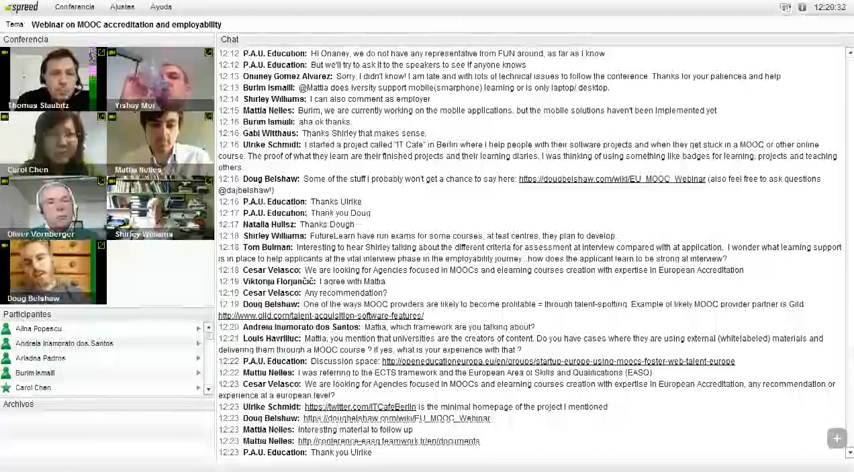 spreed
Conferencia Ajustes Ayuda
12:20:32
Tema: Webinar on MOOC accreditation and employability
Conferencia
Thomas Staubitz
Yishay Mor
Carol Chen
Mattia Nelles
Oliver Vornberger
Shirley Williams
Doug Belshaw
Participantes
Alina Popescu
Andreia Inamorato dos Santos
Ariadna Padros
Burim Ismaili
Carol Chen
Archivos
Chat
12:12 P.A.U. Education: Hi Onaney, we do not have any representative from FUN around, as far as I know
12:12 P.A.U. Education: But we'll try to ask it to the speakers to see if anyone knows
12:13 Onaney Gomez Alvarez: Sorry, I didn't know! I am late and with lots of technical issues to follow the conference. Thanks for your patiencea and help
12:13 Burim Ismaili: @Mattia does iversity support mobile(smarphone) learning or is only laptop/ desktop.
12:14 Shirley Williams: I can also comment as employer
12:15 Mattia Nelles: Burim, we are currently working on the mobile applications, but the mobile solutions haven't been implemented yet
12:16 Burim Ismaili: aha ok thanks.
12:16 Gabi Witthaus: Thanks Shirley that makes sense.
12:16 Ulrike Schmidt: I started a project called "IT Cafe" in Berlin where I help people with their software projects and when they get stuck in a MOOC or other online
course. The proof of what they learn are their finished projects and their learning diaries. I was thinking of using something like badges for learning, projects and teaching
others.
12:16 Doug Belshaw: Some of the stuff I probably won't get a chance to say here: https://dougbelshaw.com/wiki/EU_MOOC_Webinar (also feel free to ask questions
@dajbelshaw!)
12:16 P.A.U. Education: Thanks Ulrike
12:17 P.A.U. Education: Thank you Doug
12:17 Natalia Hulisz: Thanks Dough
12:18 Shirley Williams: FutureLearn have run exams for some courses, at test centres, they plan to develop.
12:18 Tom Bulman: Interesting to hear Shirley talking about the different criteria for assessment at interview compared with at application. I wonder what learning support
is in place to help applicants at the vital interview phase in the employability journey...how does the applicant learn to be strong at interview?
12:18 Cesar Velasco: We are looking for Agencies focused in MOOCs and elearning courses creation with expertise in European Accreditation
12:19 Viktorija Florjančič: I agree with Mattia
12:19 Cesar Velasco: Any recommendation?
12:19 Doug Belshaw: One of the ways MOOC providers are likely to become profitable = through talent-spotting. Example of likely MOOC provider partner is Gild
http://www.gild.com/talent-acquisition-software-features/
12:20 Andreia Inamorato dos Santos: Mattia, which framework are you talking about?
12:21 Louis Havriliuc: Mattia, you mention that universities are the creators of content. Do you have cases where they are using external (whitelabeled) materials and
delivering them through a MOOC course ? if yes, what is your experience with that ?
12:22 P.A.U. Education: Discussion space: http://openeducationeuropa.eu/en/groups/startup-europe-using-moocs-foster-web-talent-europe
12:22 Mattia Nelles: I was referring to the ECTS framework and the European Area of Skills and Qualifications (EASQ)
12:23 Cesar Velasco: We are looking for Agencies focused in MOOCs and elearning courses creation with expertise in European Accreditation, any recommendation or
experience at a european level?
12:23 Ulrike Schmidt: https://twitter.com/ITCafeBerlin is the minimal homepage of the project I mentioned
12:23 Doug Belshaw: https://dougbelshaw.com/wiki/EU_MOOC_Webinar
12:23 Mattia Nelles: Interesting material to follow up
12:23 Mattia Nelles: http://conference-easq.teamwork.fr/en/documents
12:23 P.A.U. Education: Thank you Ulrike